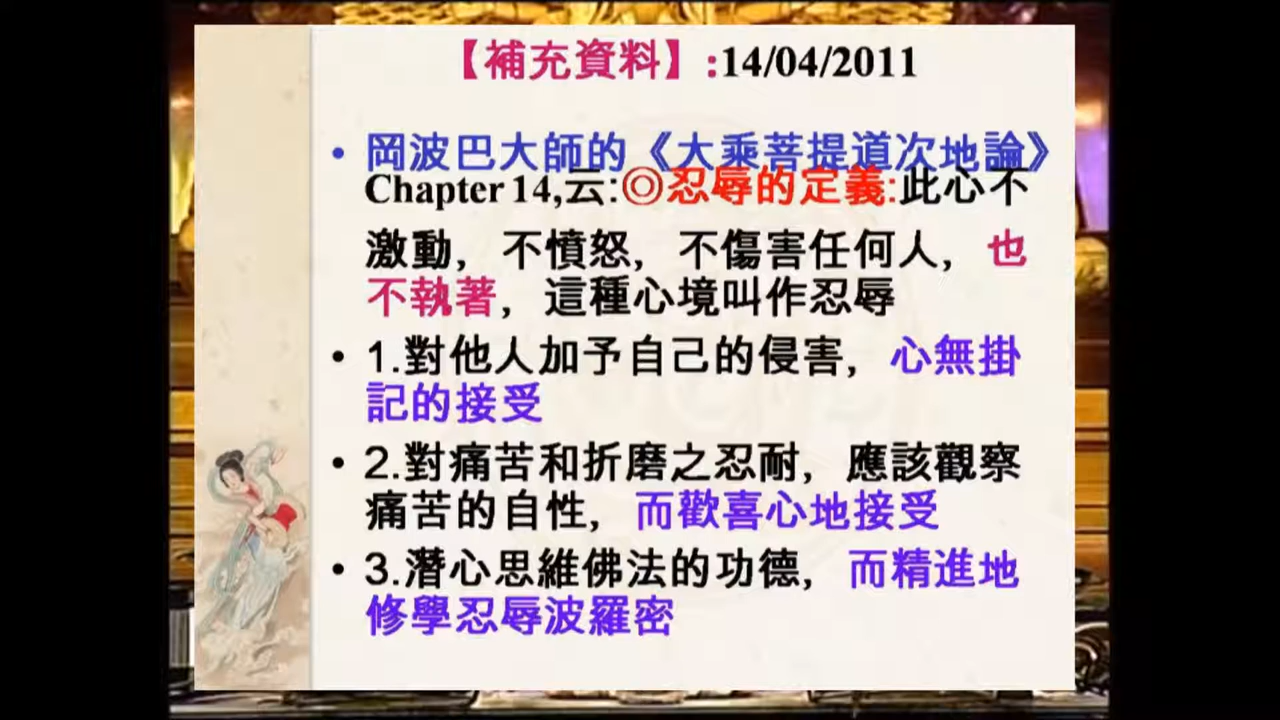 【補充資料】:14/04/2011
• 岡波巴大師的《大乘菩提道次地論》
Chapter 14,云:◎忍辱的定義:此心不
激動，不憤怒，不傷害任何人，也
不執著，這種心境叫作忍辱
• 1.對他人加予自己的侵害，心無掛
記的接受
• 2.對痛苦和折磨之忍耐，應該觀察
痛苦的自性，而歡喜心地接受
• 3.潛心思維佛法的功德，而精進地
修學忍辱波羅密